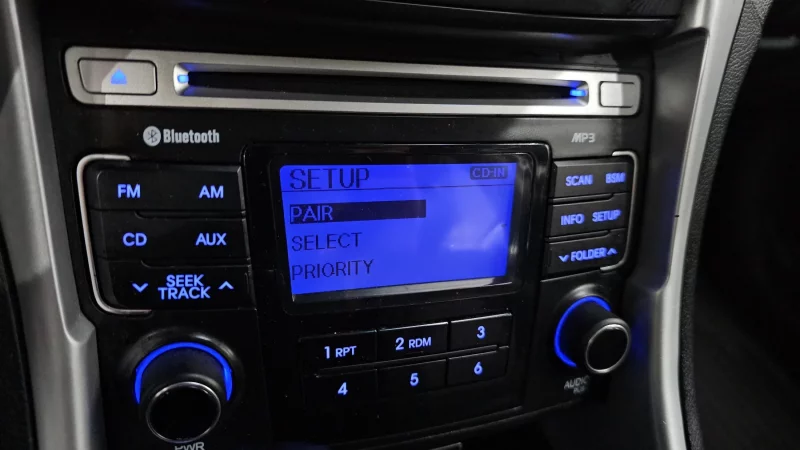 Bluetooth
MP3
FM
AM
SETUP
CD-IN
SCAN
BSM
PAIR
CD
AUX
SELECT
INFO
SETUP
PRIORITY
FOLDER
SEEK
TRACK
1 RPT
2 RDM
3
4
5
6
PWR
AUDIO